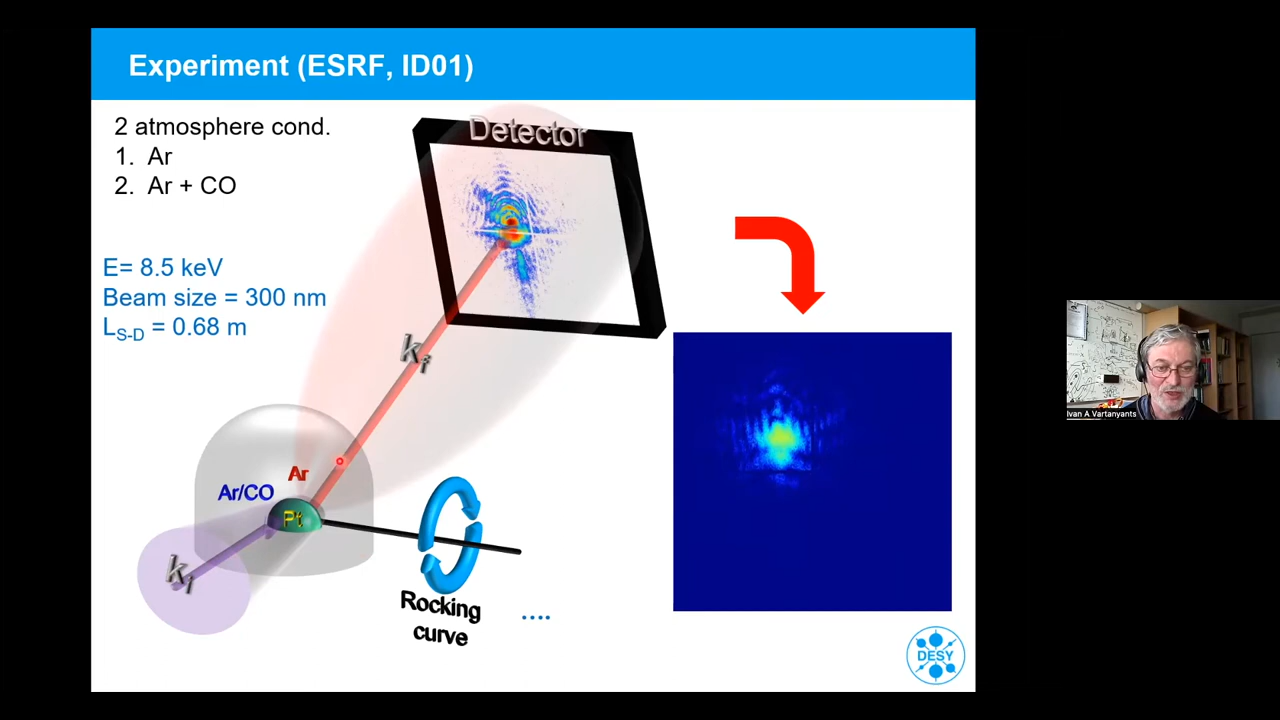 Experiment (ESRF, ID01)
2 atmosphere cond.
1. Ar
2. Ar + CO
E= 8.5 keV
Beam size = 300 nm
LS-D = 0.68 m
Detector
kf
Ar
Ar/CO
Pt
ki
Rocking
curve
....
DESY
Ivan A Vartanyants